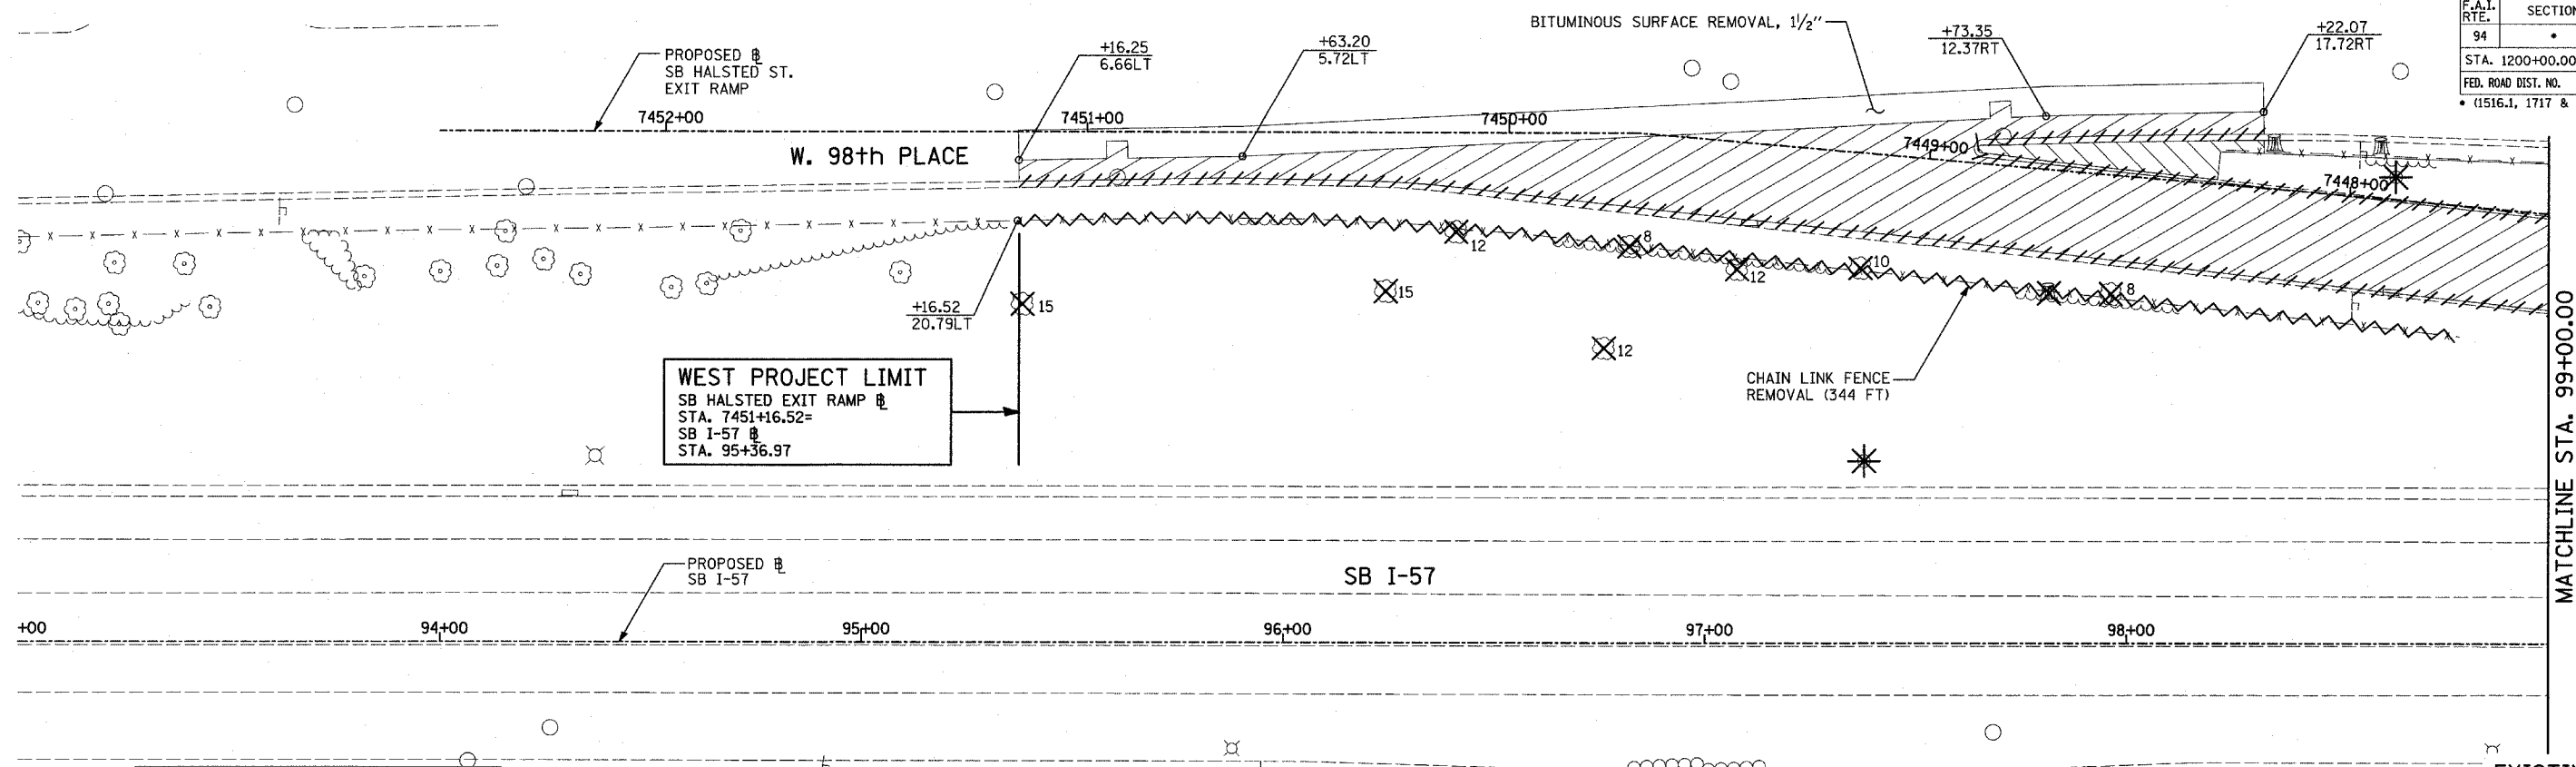 BITUMINOUS SURFACE REMOVAL, 1½"
F.A.I. RTE. SECTION
94 •
STA. 1200+00.00
FED. ROAD DIST. NO.
• (1516.1, 1717 &
PROPOSED ℄
SB HALSTED ST.
EXIT RAMP
+16.25
6.66LT
+63.20
5.72LT
+73.35
12.37RT
+22.07
17.72RT
7452+00
7451+00
7450+00
7449+00
7448+00
W. 98th PLACE
+16.52
20.79LT
12
8
12
10
8
15
15
12
WEST PROJECT LIMIT
SB HALSTED EXIT RAMP ℄
STA. 7451+16.52=
SB I-57 ℄
STA. 95+36.97
CHAIN LINK FENCE
REMOVAL (344 FT)
MATCHLINE STA. 99+00.00
PROPOSED ℄
SB I-57
SB I-57
+00
94+00
95+00
96+00
97+00
98+00